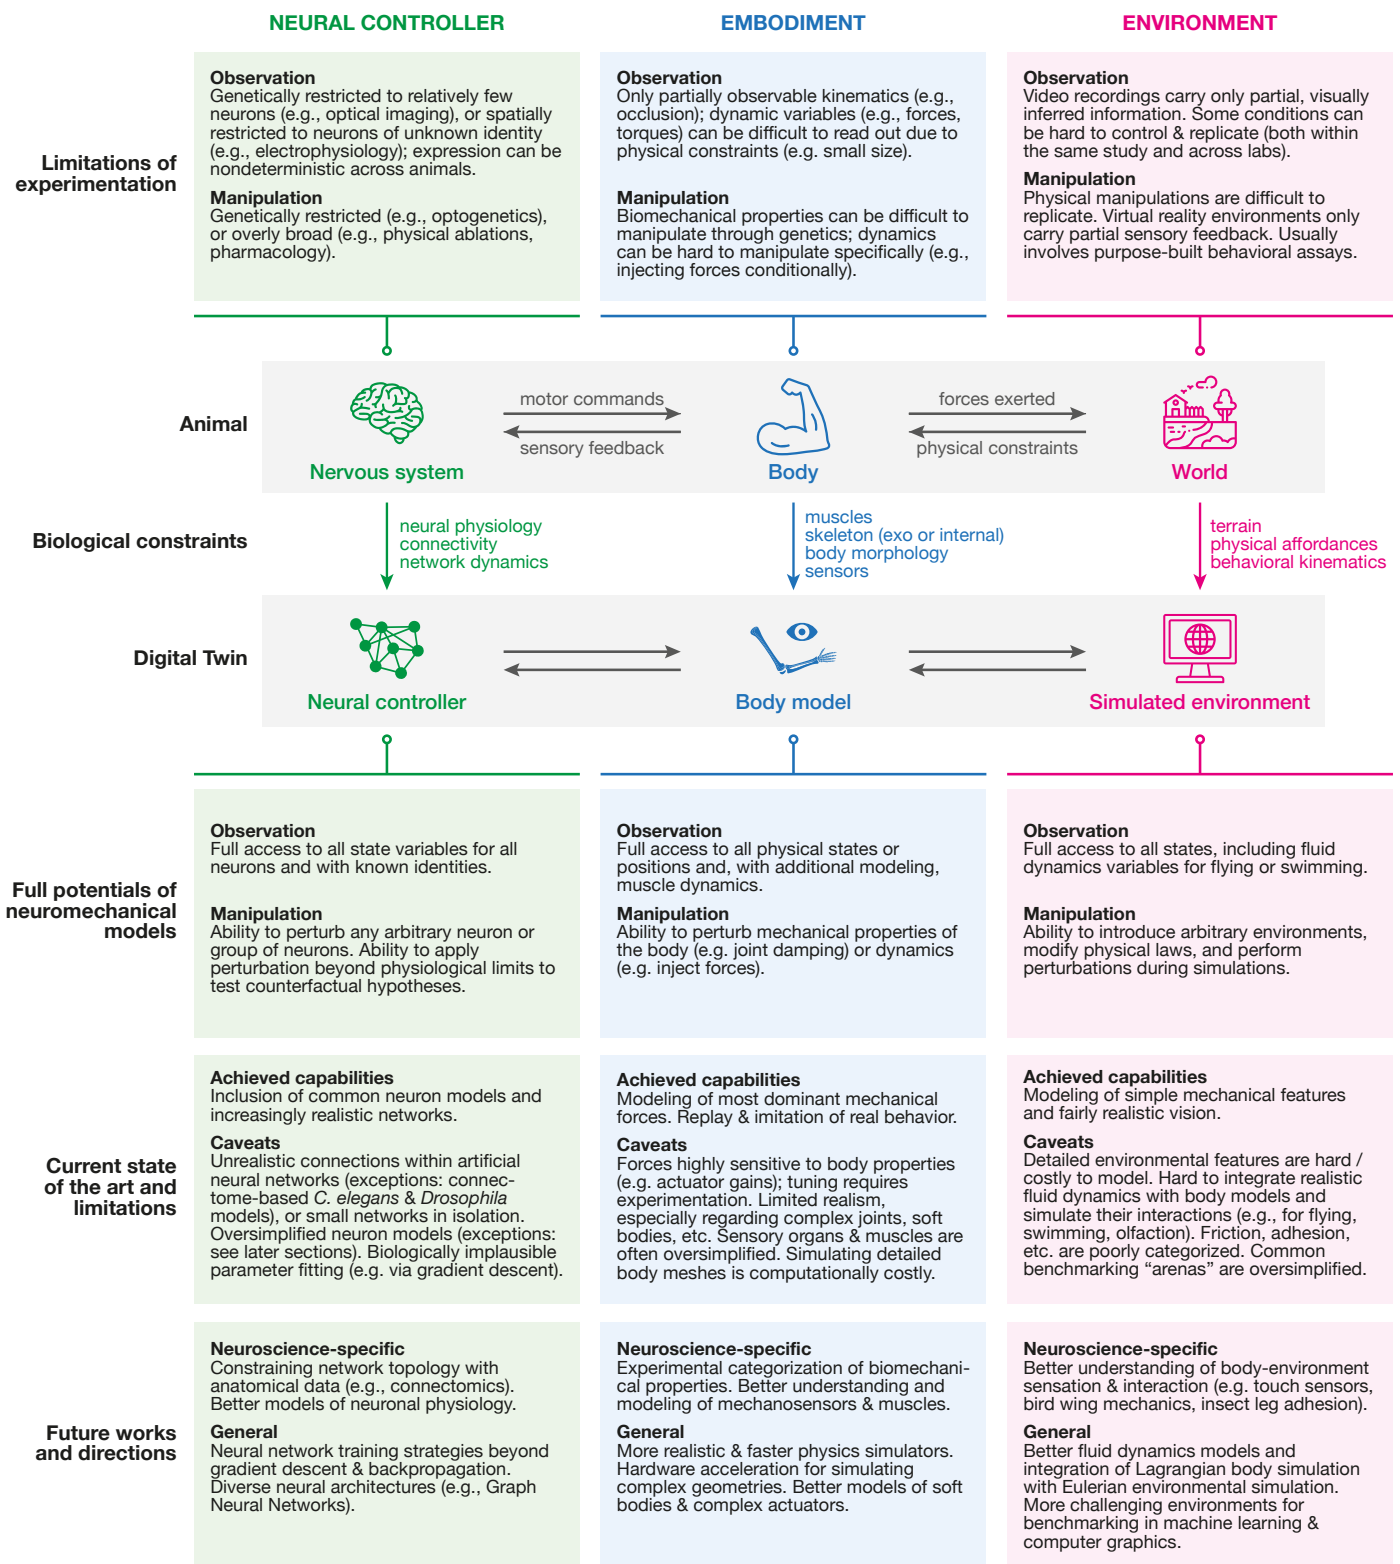 NEURAL CONTROLLER
EMBODIMENT
ENVIRONMENT
Limitations of
experimentation
Observation
Genetically restricted to relatively few
neurons (e.g., optical imaging), or spatially
restricted to neurons of unknown identity
(e.g., electrophysiology); expression can be
nondeterministic across animals.
Manipulation
Genetically restricted (e.g., optogenetics),
or overly broad (e.g., physical ablations,
pharmacology).
Observation
Only partially observable kinematics (e.g.,
occlusion); dynamic variables (e.g., forces,
torques) can be difficult to read out due to
physical constraints (e.g. small size).
Manipulation
Biomechanical properties can be difficult to
manipulate through genetics; dynamics
can be hard to manipulate specifically (e.g.,
injecting forces conditionally).
Observation
Video recordings carry only partial, visually
inferred information. Some conditions can
be hard to control & replicate (both within
the same study and across labs).
Manipulation
Physical manipulations are difficult to
replicate. Virtual reality environments only
carry partial sensory feedback. Usually
involves purpose-built behavioral assays.
Animal
Nervous system
motor commands
sensory feedback
Body
forces exerted
physical constraints
World
Biological constraints
neural physiology
connectivity
network dynamics
muscles
skeleton (exo or internal)
body morphology
sensors
terrain
physical affordances
behavioral kinematics
Digital Twin
Neural controller
Body model
Simulated environment
Full potentials of
neuromechanical
models
Observation
Full access to all state variables for all
neurons and with known identities.
Manipulation
Ability to perturb any arbitrary neuron or
group of neurons. Ability to apply
perturbation beyond physiological limits to
test counterfactual hypotheses.
Observation
Full access to all physical states or
positions and, with additional modeling,
muscle dynamics.
Manipulation
Ability to perturb mechanical properties of
the body (e.g. joint damping) or dynamics
(e.g. inject forces).
Observation
Full access to all states, including fluid
dynamics variables for flying or swimming.
Manipulation
Ability to introduce arbitrary environments,
modify physical laws, and perform
perturbations during simulations.
Current state
of the art and
limitations
Achieved capabilities
Inclusion of common neuron models and
increasingly realistic networks.
Caveats
Unrealistic connections within artificial
neural networks (exceptions: connec-
tome-based C. elegans & Drosophila
models), or small networks in isolation.
Oversimplified neuron models (exceptions:
see later sections). Biologically implausible
parameter fitting (e.g. via gradient descent).
Achieved capabilities
Modeling of most dominant mechanical
forces. Replay & imitation of real behavior.
Caveats
Forces highly sensitive to body properties
(e.g. actuator gains); tuning requires
experimentation. Limited realism,
especially regarding complex joints, soft
bodies, etc. Sensory organs & muscles are
often oversimplified. Simulating detailed
body meshes is computationally costly.
Achieved capabilities
Modeling of simple mechanical features
and fairly realistic vision.
Caveats
Detailed environmental features are hard /
costly to model. Hard to integrate realistic
fluid dynamics with body models and
simulate their interactions (e.g., for flying,
swimming, olfaction). Friction, adhesion,
etc. are poorly categorized. Common
benchmarking “arenas” are oversimplified.
Future works
and directions
Neuroscience-specific
Constraining network topology with
anatomical data (e.g., connectomics).
Better models of neuronal physiology.
General
Neural network training strategies beyond
gradient descent & backpropagation.
Diverse neural architectures (e.g., Graph
Neural Networks).
Neuroscience-specific
Experimental categorization of biomechani-
cal properties. Better understanding and
modeling of mechanosensors & muscles.
General
More realistic & faster physics simulators.
Hardware acceleration for simulating
complex geometries. Better models of soft
bodies & complex actuators.
Neuroscience-specific
Better understanding of body-environment
sensation & interaction (e.g. touch sensors,
bird wing mechanics, insect leg adhesion).
General
Better fluid dynamics models and
integration of Lagrangian body simulation
with Eulerian environmental simulation.
More challenging environments for
benchmarking in machine learning &
computer graphics.